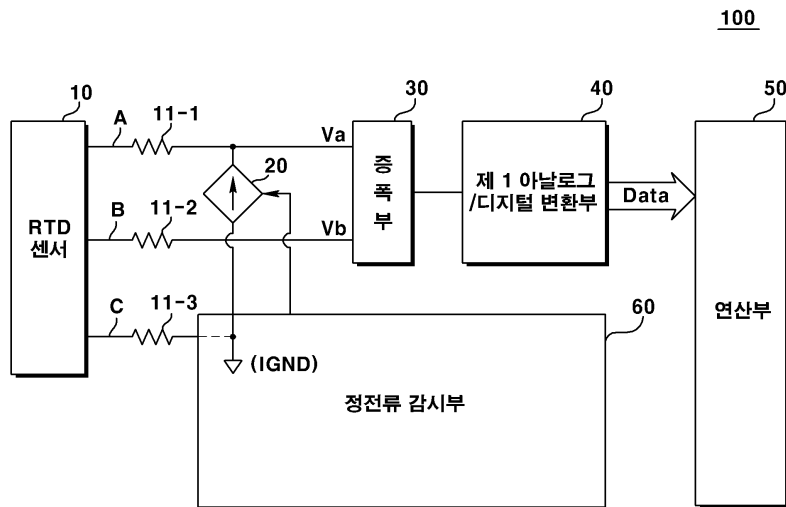 100
10
A
11-1
Va
30
40
50
20
B
11-2
Vb
RTD
센서
증
폭
부
제 1 아날로그
/디지털 변환부
Data
연산부
C
11-3
60
(IGND)
정전류 감시부